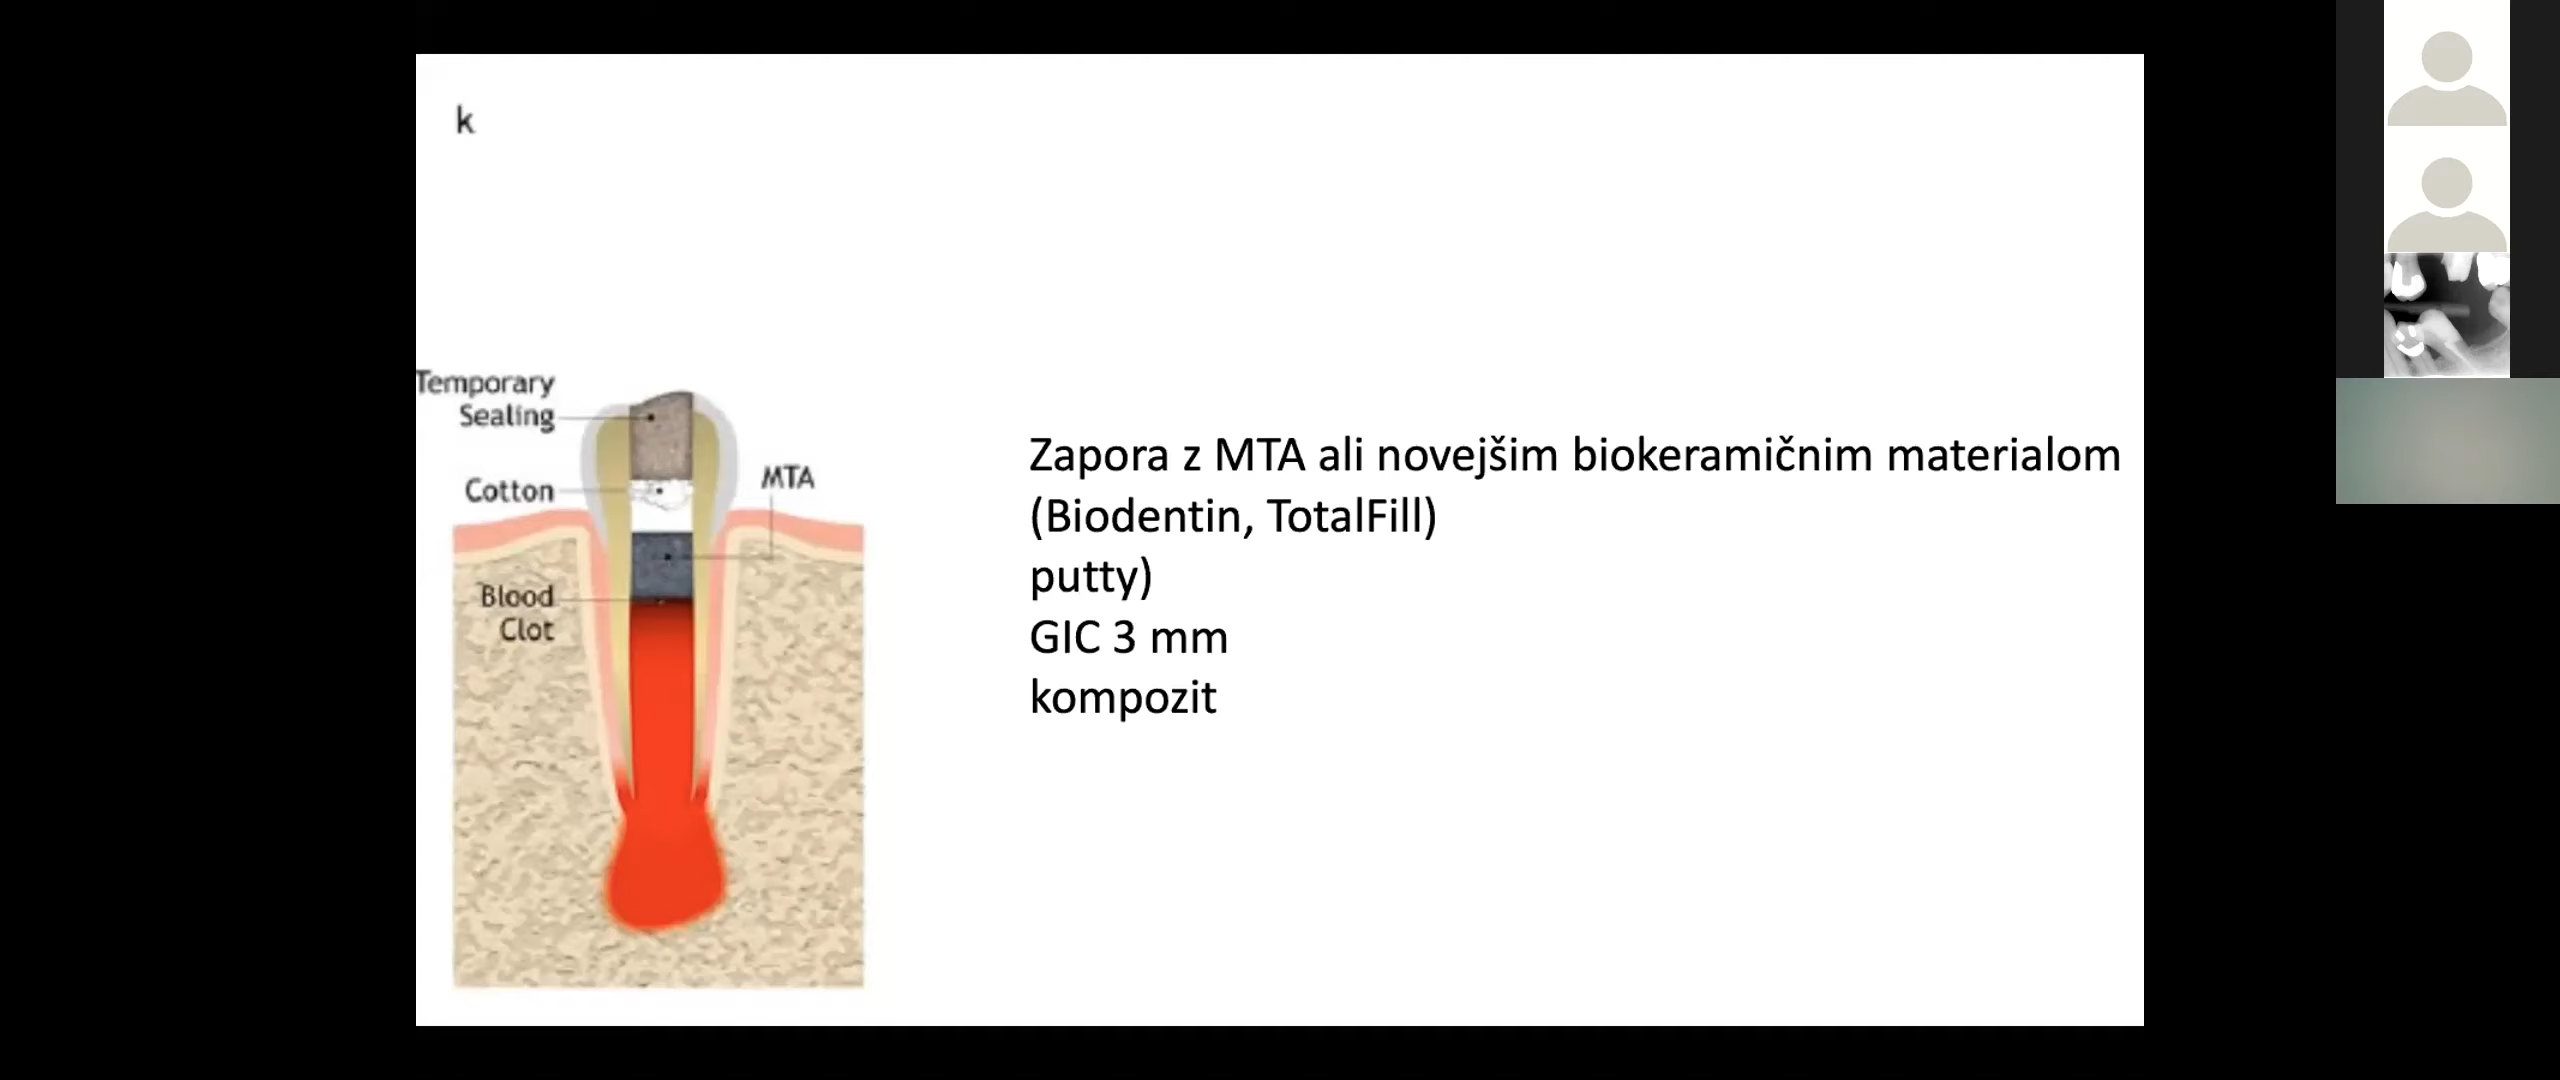 k
Temporary
Sealing
Cotton
MTA
Blood
Clot
Zapora z MTA ali novejšim biokeramičnim materialom
(Biodentin, TotalFill)
putty)
GIC 3 mm
kompozit